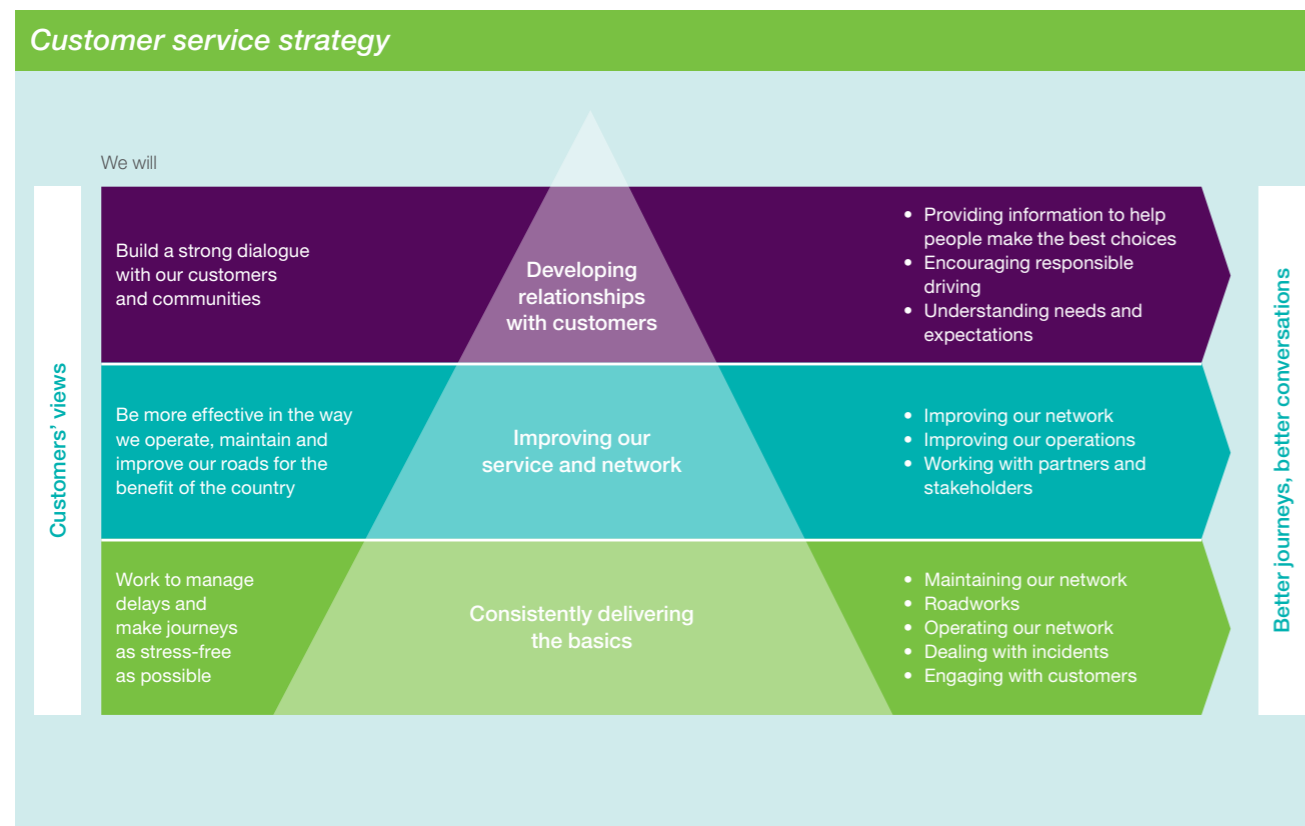 Customer service strategy
We will
Customers’ views
Build a strong dialogue
with our customers
and communities
Developing
relationships
with customers
• Providing information to help
people make the best choices
• Encouraging responsible
driving
• Understanding needs and
expectations
Be more effective in the way
we operate, maintain and
improve our roads for the
benefit of the country
Improving our
service and network
• Improving our network
• Improving our operations
• Working with partners and
stakeholders
Work to manage
delays and
make journeys
as stress-free
as possible
Consistently delivering
the basics
• Maintaining our network
• Roadworks
• Operating our network
• Dealing with incidents
• Engaging with customers
Better journeys, better conversations